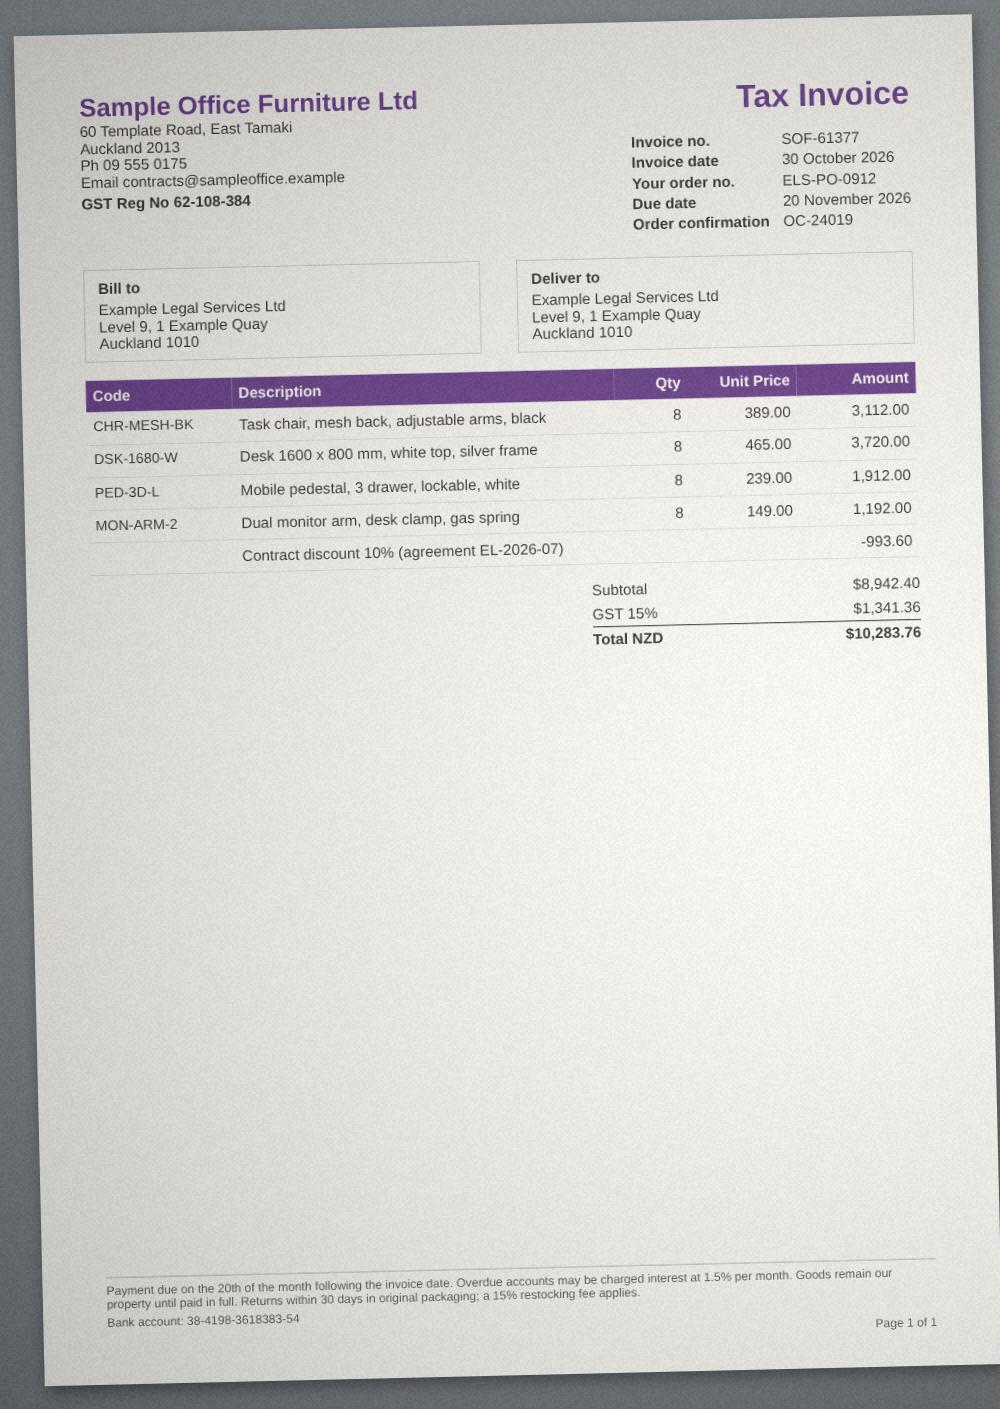 Sample Office Furniture Ltd
60 Template Road, East Tamaki
Auckland 2013
Ph 09 555 0175
Email contracts@sampleoffice.example
GST Reg No 62-108-384
Tax Invoice
Invoice no. SOF-61377
Invoice date 30 October 2026
Your order no. ELS-PO-0912
Due date 20 November 2026
Order confirmation OC-24019
Bill to
Example Legal Services Ltd
Level 9, 1 Example Quay
Auckland 1010
Deliver to
Example Legal Services Ltd
Level 9, 1 Example Quay
Auckland 1010
Code Description Qty Unit Price Amount
CHR-MESH-BK Task chair, mesh back, adjustable arms, black 8 389.00 3,112.00
DSK-1680-W Desk 1600 x 800 mm, white top, silver frame 8 465.00 3,720.00
PED-3D-L Mobile pedestal, 3 drawer, lockable, white 8 239.00 1,912.00
MON-ARM-2 Dual monitor arm, desk clamp, gas spring 8 149.00 1,192.00
Contract discount 10% (agreement EL-2026-07) -993.60
Subtotal $8,942.40
GST 15% $1,341.36
Total NZD $10,283.76
Payment due on the 20th of the month following the invoice date. Overdue accounts may be charged interest at 1.5% per month. Goods remain our
property until paid in full. Returns within 30 days in original packaging; a 15% restocking fee applies.
Bank account: 38-4198-3618383-54
Page 1 of 1